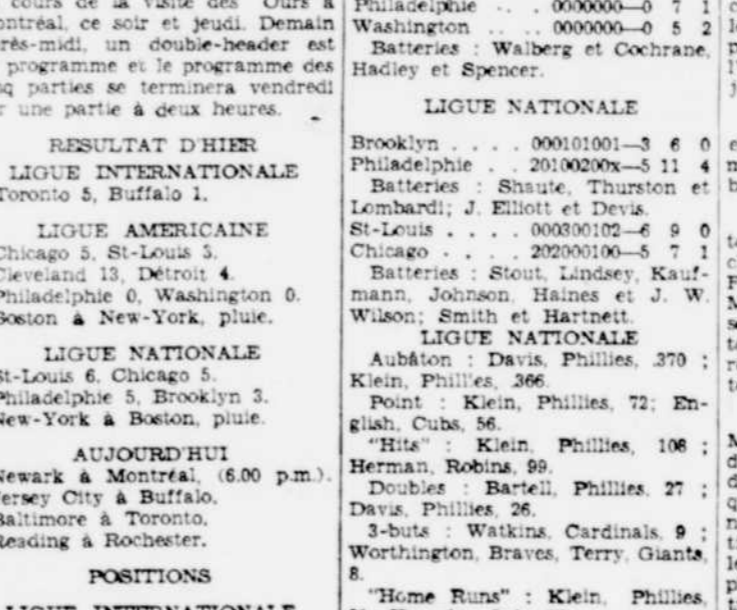 cours de la visite des Ours à
ontréal, ce soir et jeudi. Demain
rès-midi, un double-header est
programme et le programme des
q parties se terminera vendredi
r une partie à deux heures.
RESULTAT D'HIER
LIGUE INTERNATIONALE
Toronto 5, Buffalo 1.
LIGUE AMERICAINE
Chicago 5, St-Louis 3.
Cleveland 13, Détroit 4.
Philadelphie 0, Washington 0.
Boston à New-York, pluie.
LIGUE NATIONALE
St-Louis 6, Chicago 5.
Philadelphie 5, Brooklyn 3.
New-York à Boston, pluie.
AUJOURD'HUI
Newark à Montréal, (6.00 p.m.).
Jersey City à Buffalo.
Baltimore à Toronto.
Reading à Rochester.
POSITIONS
LIGUE INTERNATIONALE
Philadelphie . . 0000000—0 7 1
Washington . . . . 0000000—0 5 2
Batteries : Walberg et Cochrane,
Hadley et Spencer.
LIGUE NATIONALE
Brooklyn . . . . 000101001—3 6 0
Philadelphie . . 20100200x—5 11 4
Batteries : Shaute, Thurston et
Lombardi; J. Elliott et Devis.
St-Louis . . . . 000300102—6 9 0
Chicago . . . . 202000100—5 7 1
Batteries : Stout, Lindsey, Kauf-
mann, Johnson, Haines et J. W.
Wilson; Smith et Hartnett.
LIGUE NATIONALE
Aubâton : Davis, Phillies, .370 ;
Klein, Phillies, .366.
Point : Klein, Phillies, 72; En-
glish, Cubs, 56.
"Hits" : Klein, Phillies, 108 ;
Herman, Robins, 99.
Doubles : Bartell, Phillies, 27 ;
Davis, Phillies, 26.
3-buts : Watkins, Cardinals, 9 ;
Worthington, Braves, Terry, Giants,
8.
"Home Runs" : Klein, Phillies,